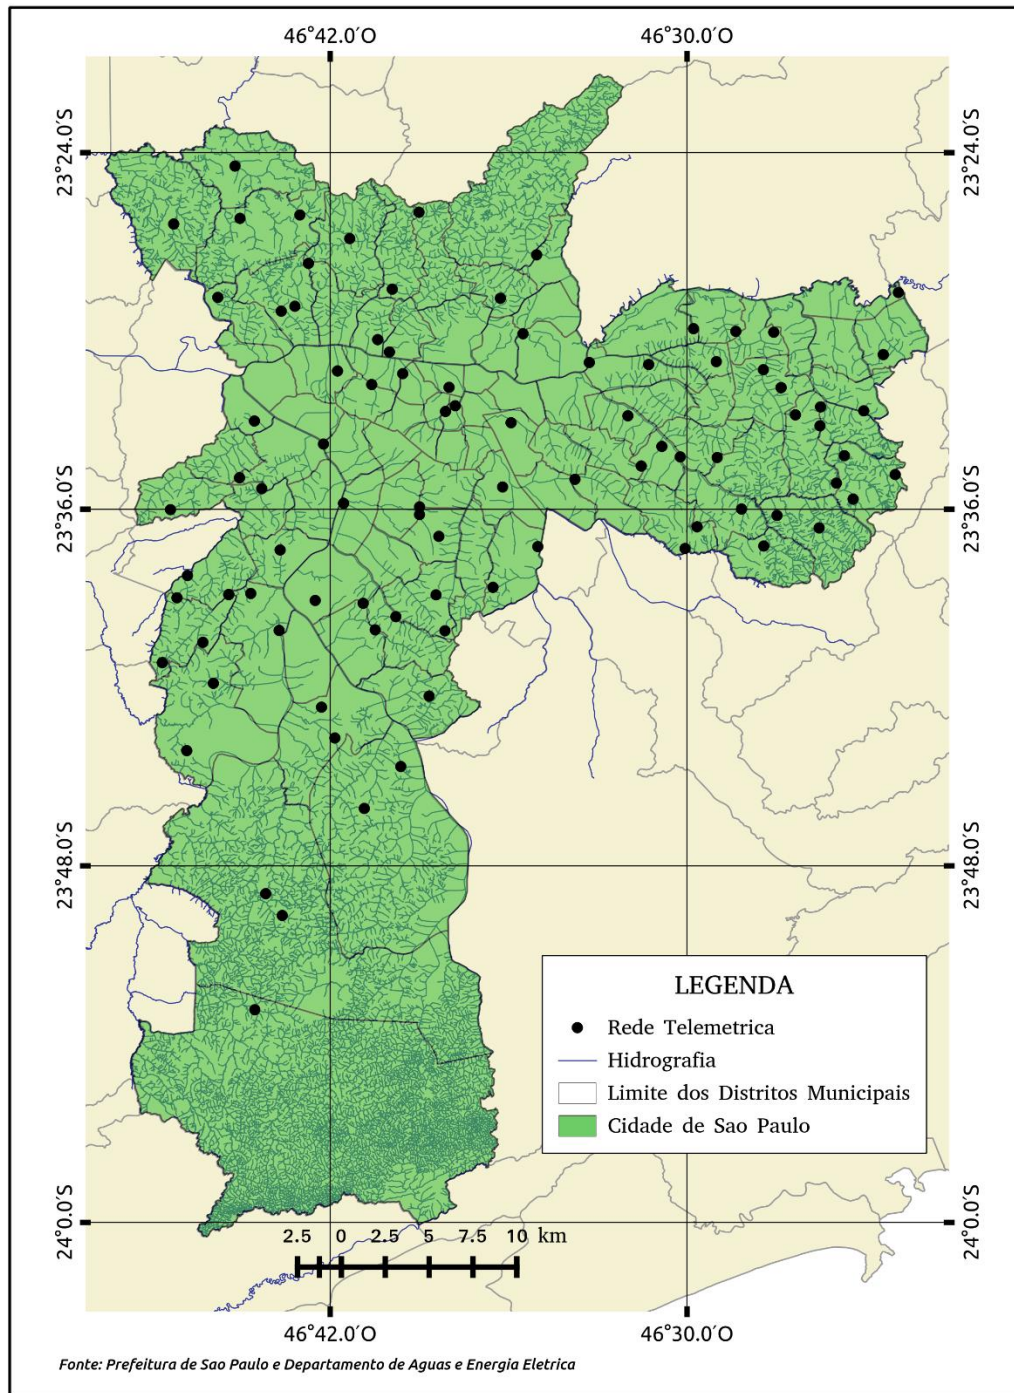 46°42.0′O 46°30.0′O
23°24.0′S 23°24.0′S
23°36.0′S 23°36.0′S
23°48.0′S 23°48.0′S
LEGENDA
Rede Telemetrica
Hidrografia
Limite dos Distritos Municipais
Cidade de Sao Paulo
24°0.0′S 24°0.0′S
2.5 0 2.5 5 7.5 10 km
46°42.0′O 46°30.0′O
Fonte: Prefeitura de Sao Paulo e Departamento de Aguas e Energia Eletrica